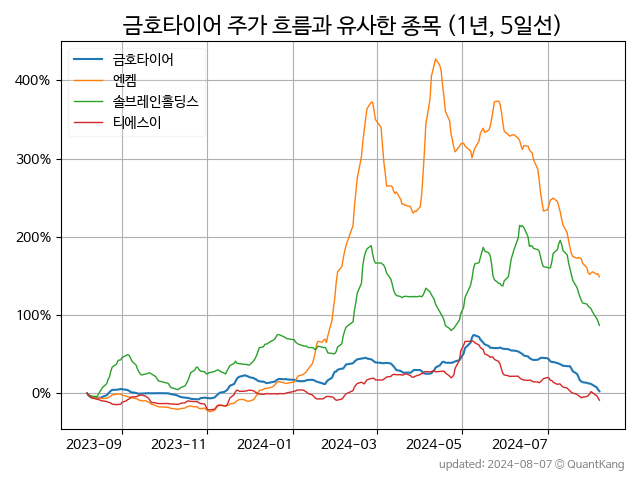 금호타이어 주가 흐름과 유사한 종목 (1년, 5일선)
금호타이어
엔켐
솔브레인홀딩스
티에스이
400%
300%
200%
100%
0%
2023-09 2023-11 2024-01 2024-03 2024-05 2024-07
updated: 2024-08-07 © QuantKang